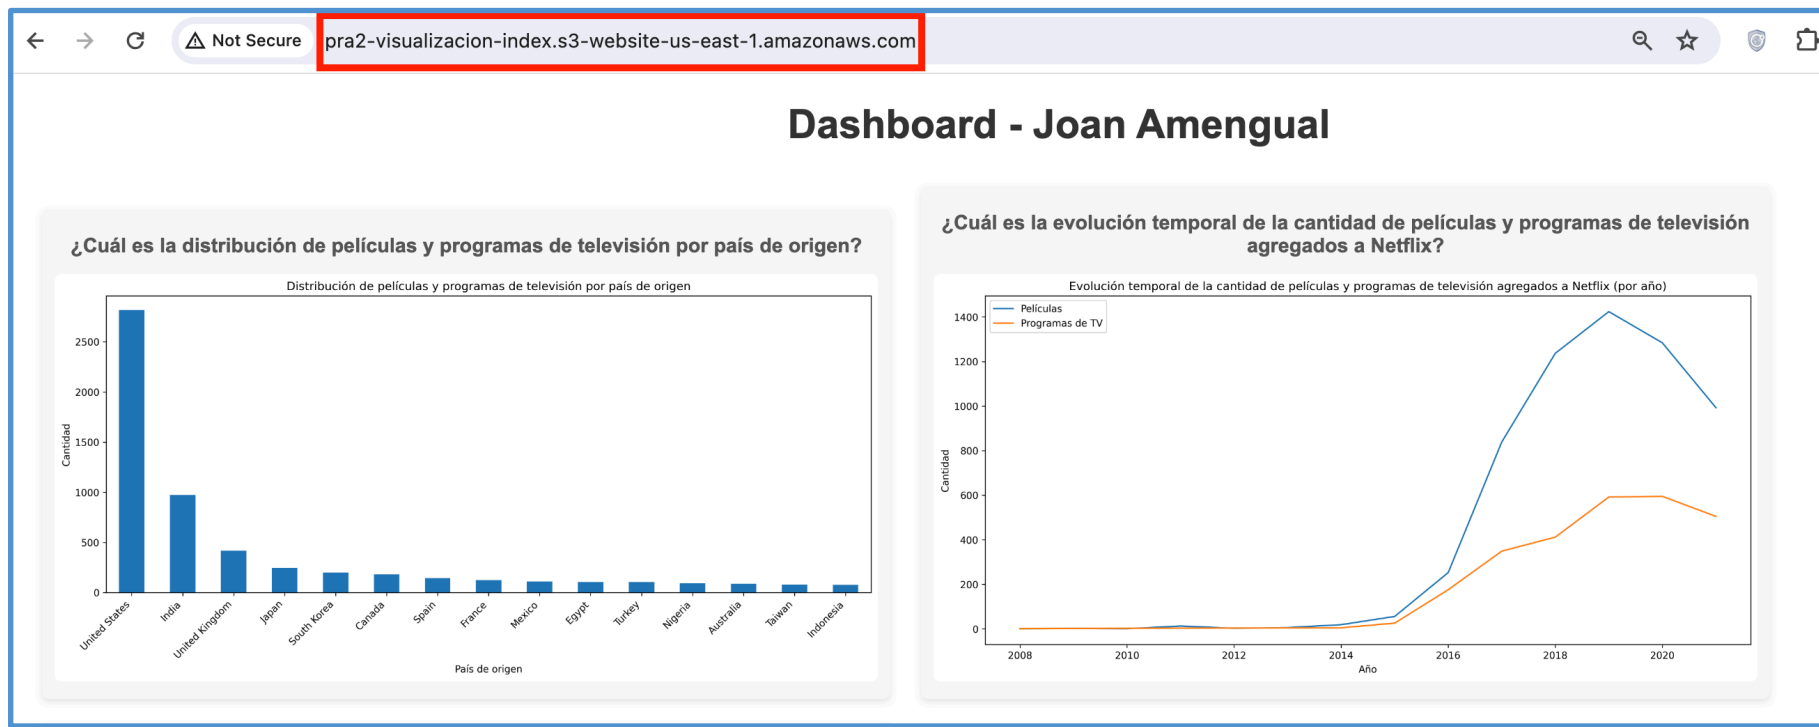 Not Secure
pra2-visualizacion-index.s3-website-us-east-1.amazonaws.com
Dashboard - Joan Amengual
¿Cuál es la distribución de películas y programas de televisión por país de origen?
Distribución de películas y programas de televisión por país de origen
2500
2000
1500
1000
500
0
Cantidad
United States
India
United Kingdom
Japan
South Korea
Canada
Spain
France
Mexico
Egypt
Turkey
Nigeria
Australia
Taiwan
Indonesia
País de origen
¿Cuál es la evolución temporal de la cantidad de películas y programas de televisión
agregados a Netflix?
Evolución temporal de la cantidad de películas y programas de televisión agregados a Netflix (por año)
Películas
Programas de TV
1400
1200
1000
800
600
400
200
0
Cantidad
2008
2010
2012
2014
2016
2018
2020
Año